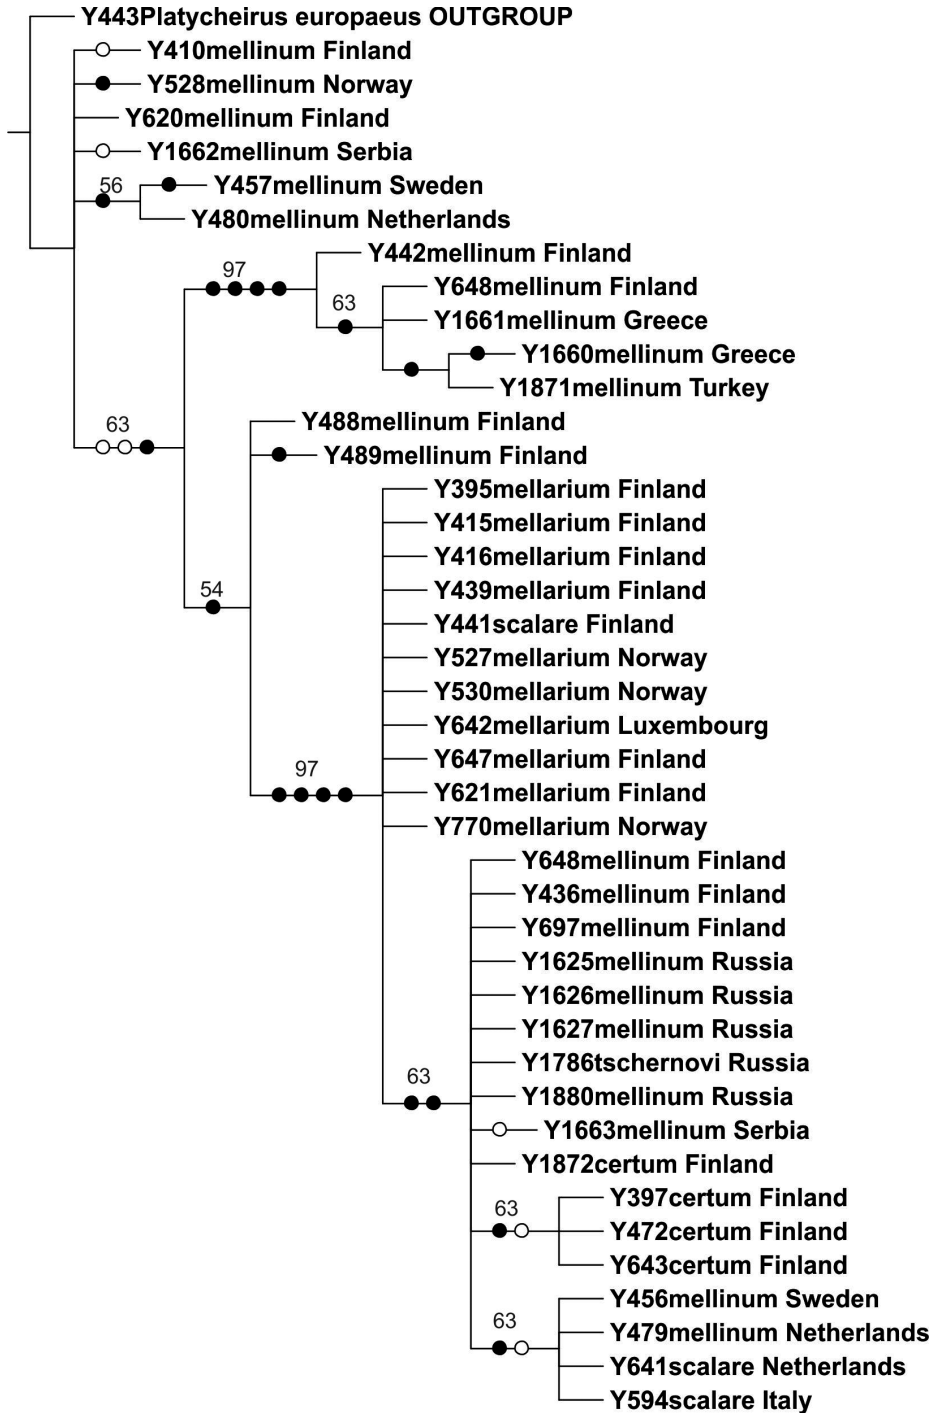 Y443Platycheirus europaeus OUTGROUP
Y410mellinum Finland
Y528mellinum Norway
Y620mellinum Finland
Y1662mellinum Serbia
56
Y457mellinum Sweden
Y480mellinum Netherlands
Y442mellinum Finland
97
Y648mellinum Finland
63
Y1661mellinum Greece
Y1660mellinum Greece
Y1871mellinum Turkey
Y488mellinum Finland
63
Y489mellinum Finland
Y395mellarium Finland
Y415mellarium Finland
Y416mellarium Finland
54
Y439mellarium Finland
Y441scalare Finland
Y527mellarium Norway
Y530mellarium Norway
Y642mellarium Luxembourg
Y647mellarium Finland
97
Y621mellarium Finland
Y770mellarium Norway
Y648mellinum Finland
Y436mellinum Finland
Y697mellinum Finland
Y1625mellinum Russia
Y1626mellinum Russia
Y1627mellinum Russia
Y1786tschernovi Russia
63
Y1880mellinum Russia
Y1663mellinum Serbia
Y1872certum Finland
Y397certum Finland
63
Y472certum Finland
Y643certum Finland
Y456mellinum Sweden
63
Y479mellinum Netherlands
Y641scalare Netherlands
Y594scalare Italy